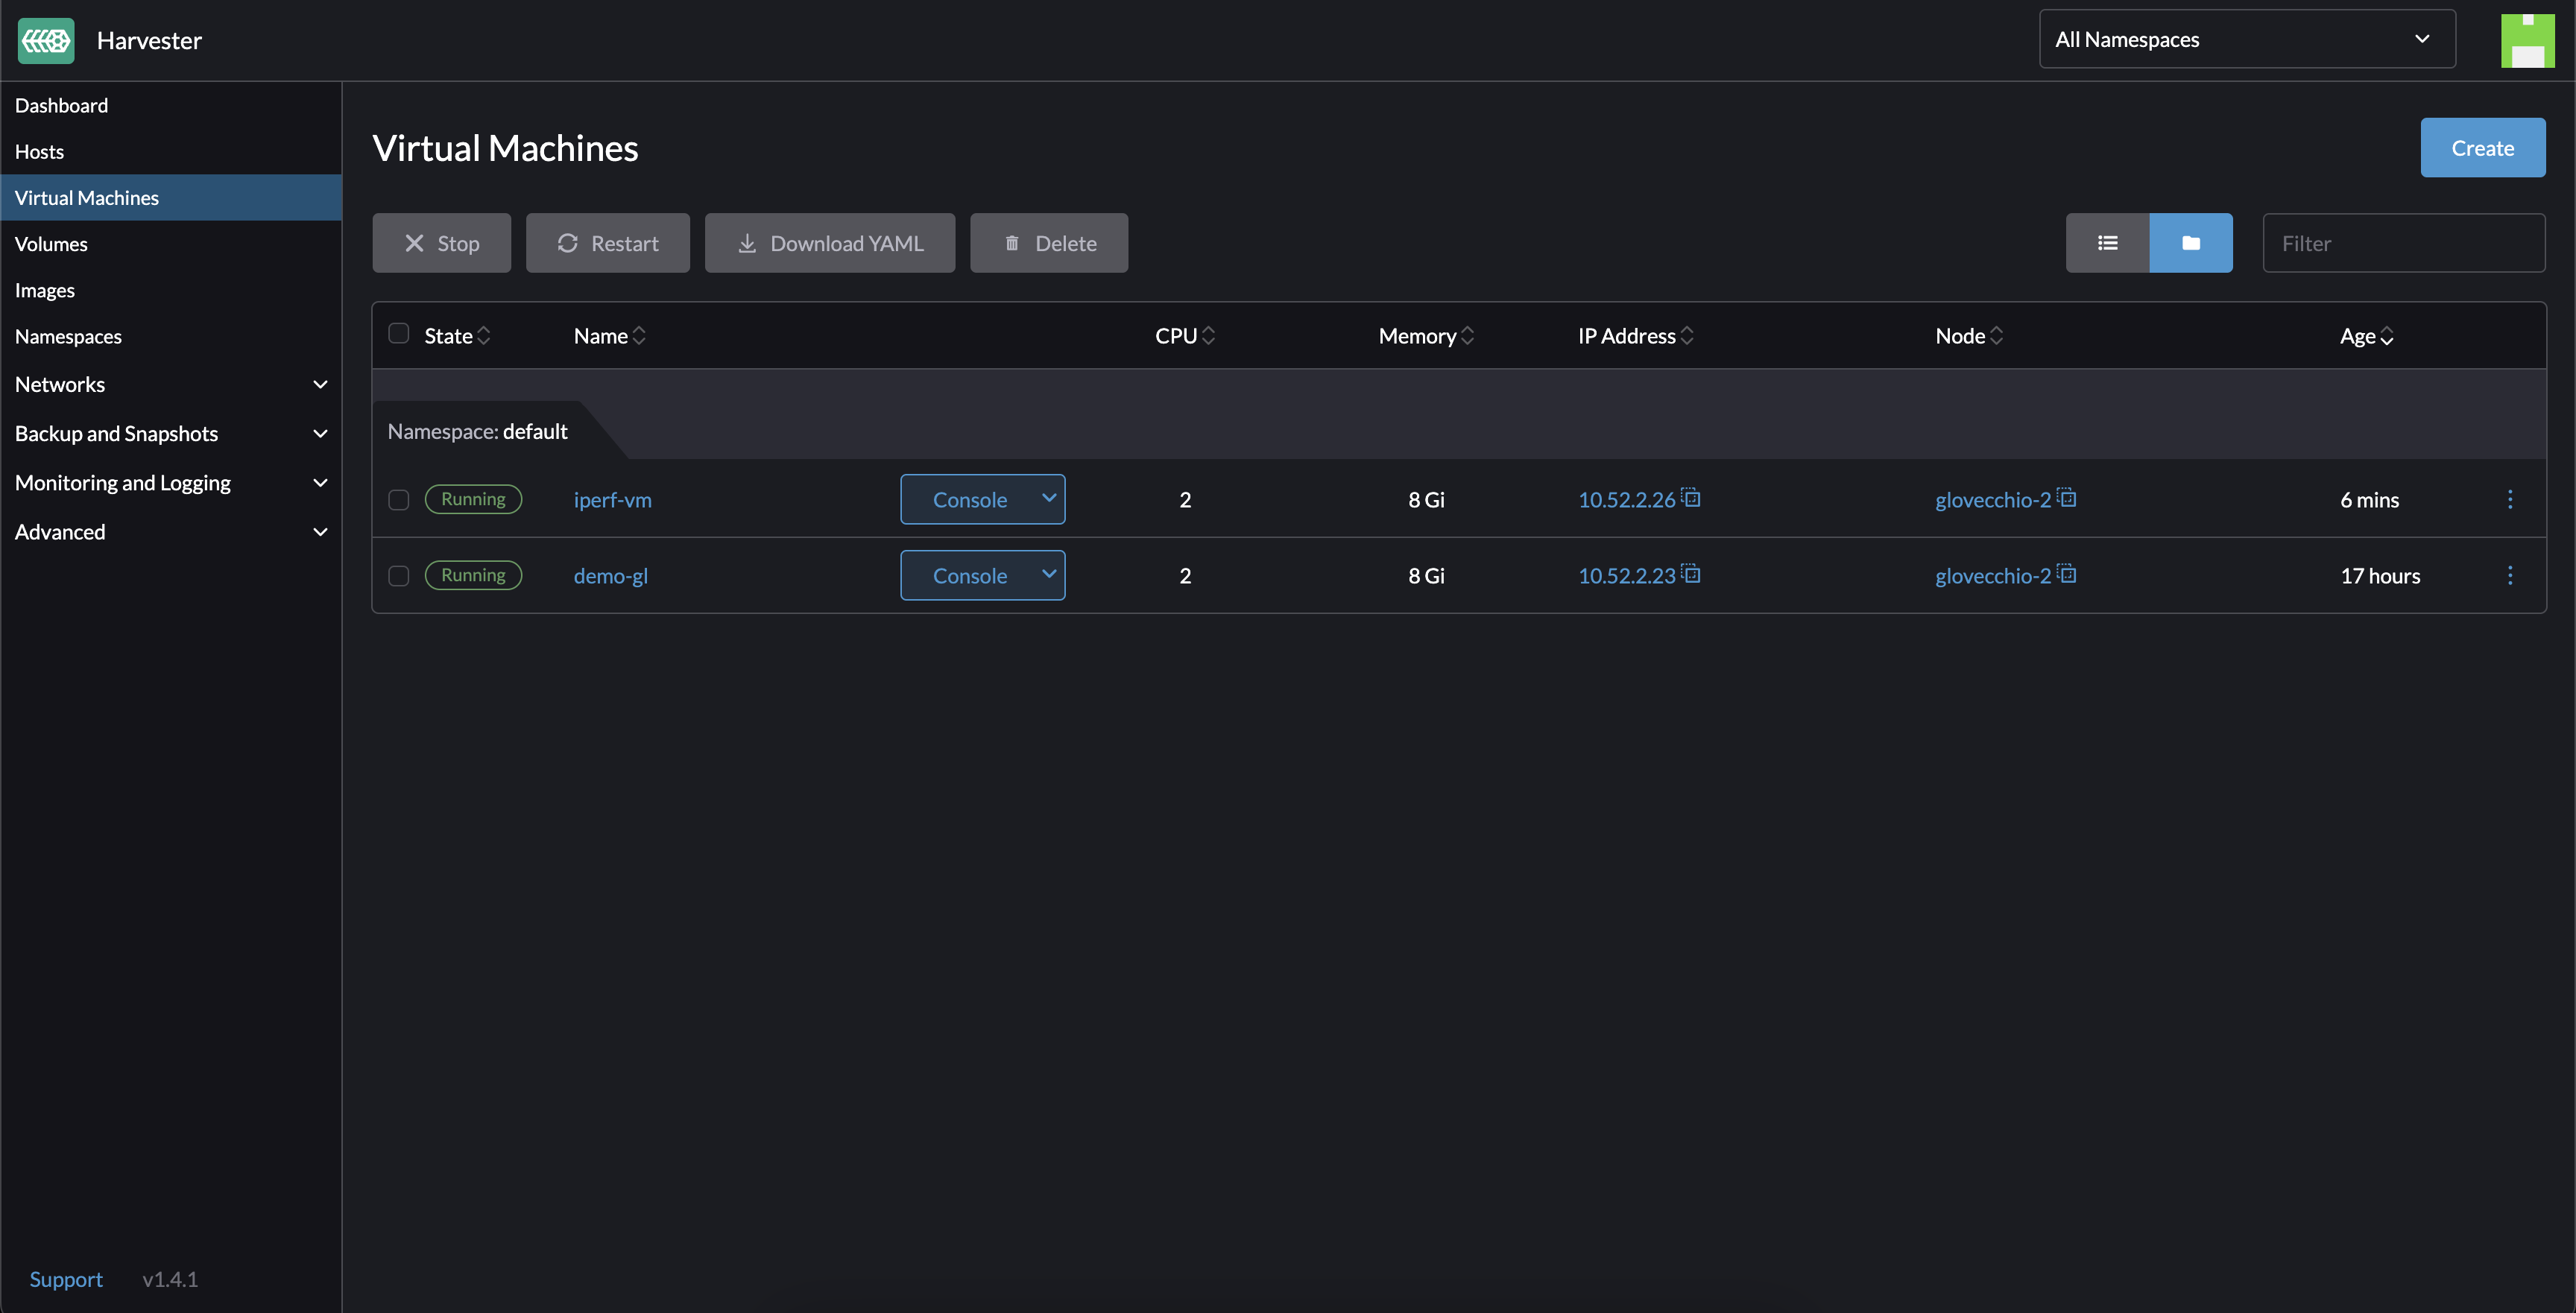 Harvester
All Namespaces
Dashboard
Hosts
Virtual Machines
Volumes
Images
Namespaces
Networks
Backup and Snapshots
Monitoring and Logging
Advanced
Support v1.4.1
Virtual Machines
Create
Stop Restart Download YAML Delete
Filter
State Name CPU Memory IP Address Node Age
Namespace: default
Running iperf-vm Console 2 8 Gi 10.52.2.26 glovecchio-2 6 mins
Running demo-gl Console 2 8 Gi 10.52.2.23 glovecchio-2 17 hours